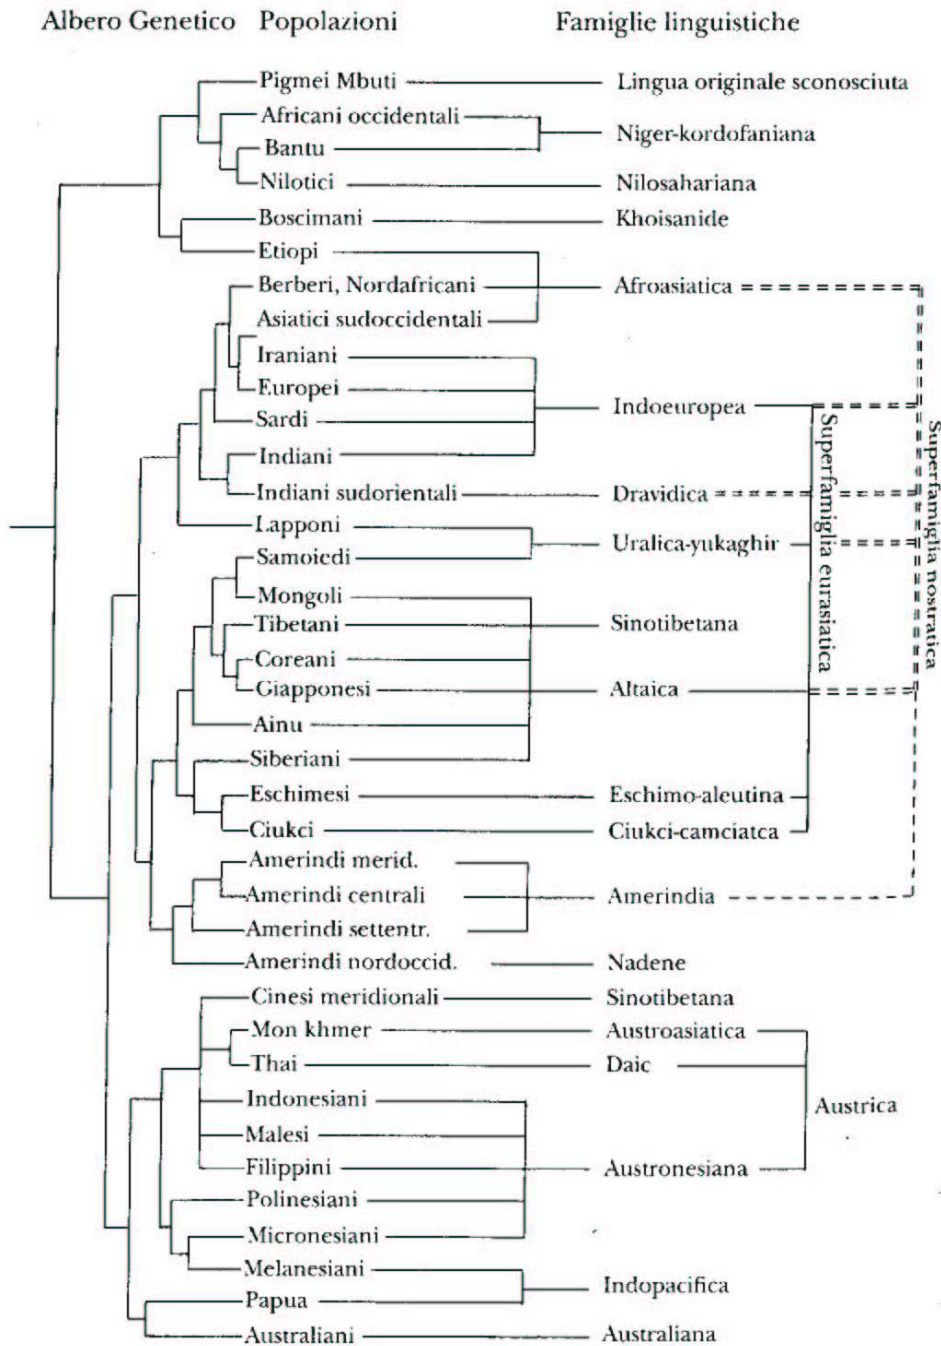 Albero Genetico Popolazioni Famiglie linguistiche
Pigmei Mbuti Lingua originale sconosciuta
Africani occidentali
Niger-kordofaniana
Bantu
Nilotici Nilosahariana
Boscimani Khoisanide
Etiopi
Berberi, Nordafricani Afroasiatica
Asiatici sudoccidentali
Iraniani
Europei
Indoeuropea
Sardi
Indiani
Indiani sudorientali Dravidica
Lapponi
Uralica-yukaghir
Samoiedi
Mongoli
Tibetani Sinotibetana
Coreani
Giapponesi Altaica
Ainu
Siberiani
Eschimesi Eschimo-aleutina
Ciukci Ciukci-camciatca
Superfamiglia eurasiatica
Superfamiglia nostratica
Amerindi merid.
Amerindi centrali Amerindia
Amerindi settentr.
Amerindi nordoccid. Nadene
Cinesi meridionali Sinotibetana
Mon khmer Austroasiatica
Thai Daic
Indonesiani
Austrica
Malesi
Filippini Austronesiana
Polinesiani
Micronesiani
Melanesiani
Indopacifica
Papua
Australiani Australiana